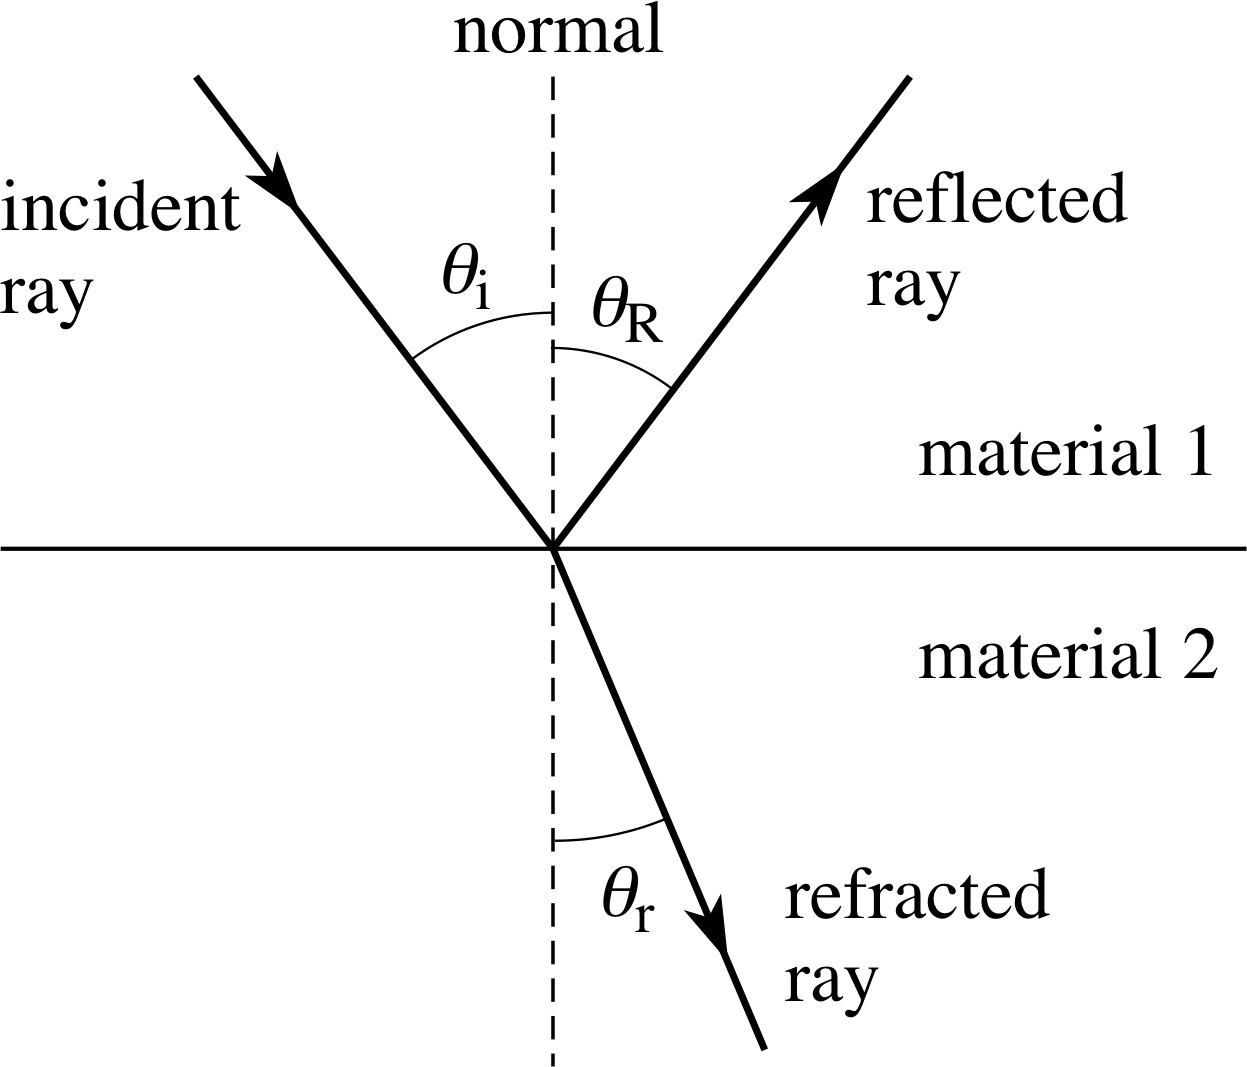 normal
incident
ray
θi
θR
reflected
ray
material 1
material 2
θr
refracted
ray